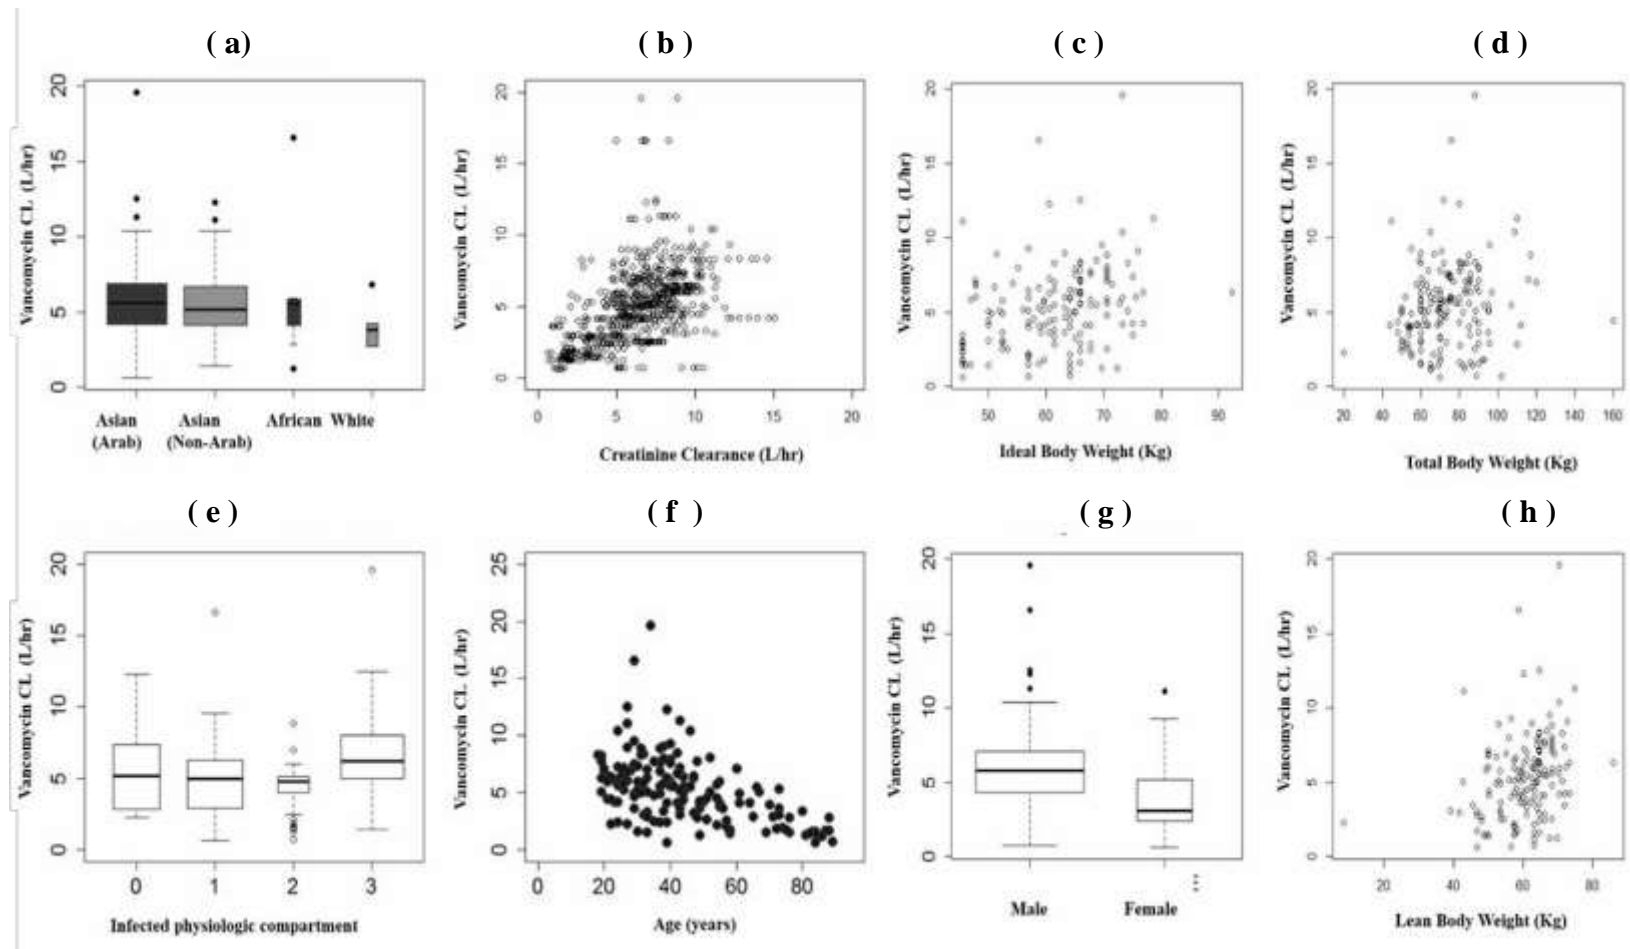 ( a)
( b )
( c )
( d )
Vancomycin CL (L/hr)
20
15
10
5
0
Asian
(Arab)
Asian
(Non-Arab)
African
White
Vancomycin CL (L/hr)
20
15
10
5
0
0 5 10 15 20
Creatinine Clearance (L/hr)
Vancomycin CL (L/hr)
20
15
10
5
0
50 60 70 80 90
Ideal Body Weight (Kg)
Vancomycin CL (L/hr)
20
15
10
5
0
20 40 60 80 100 120 140 160
Total Body Weight (Kg)
( e )
( f )
( g )
( h )
Vancomycin CL (L/hr)
20
15
10
5
0
0 1 2 3
Infected physiologic compartment
Vancomycin CL (L/hr)
25
20
15
10
5
0
0 20 40 60 80
Age (years)
Vancomycin CL (L/hr)
20
15
10
5
0
Male Female
Vancomycin CL (L/hr)
20
15
10
5
0
20 40 60 80
Lean Body Weight (Kg)